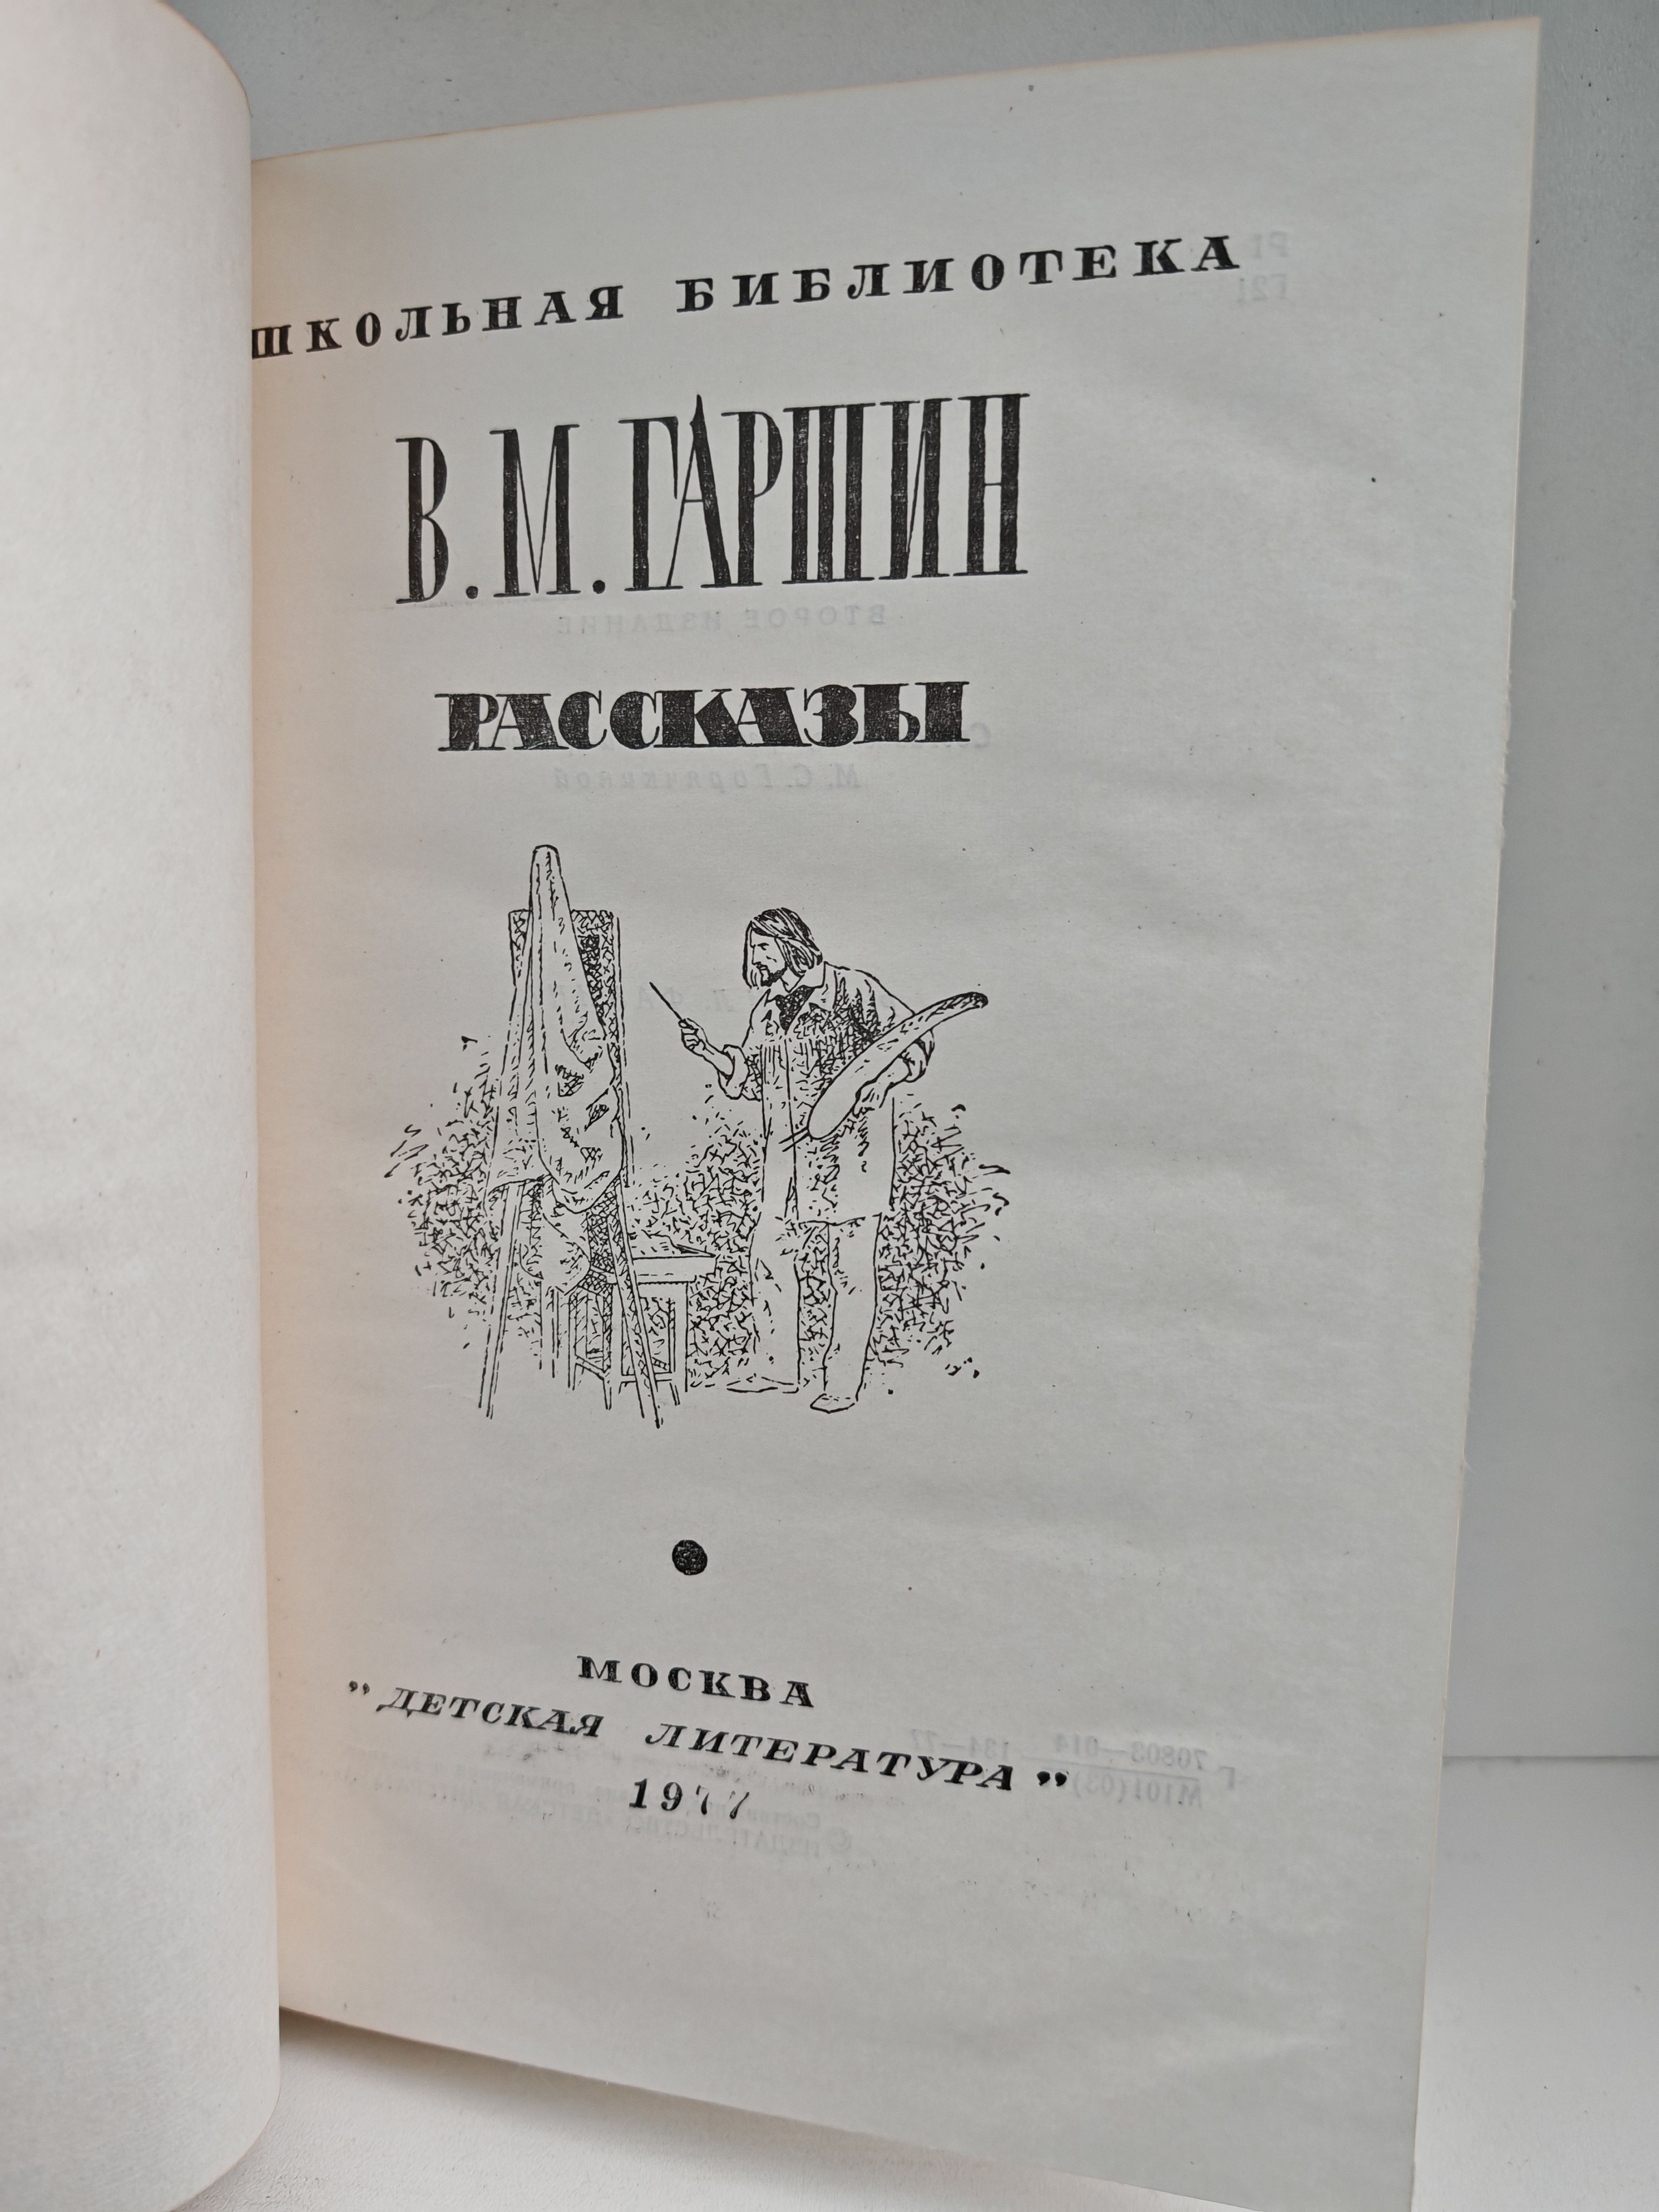 ШКОЛЬНАЯ БИБЛИОТЕКА
В. М. ГАРШИН
РАССКАЗЫ
МОСКВА
„ДЕТСКАЯ ЛИТЕРАТУРА”
1977